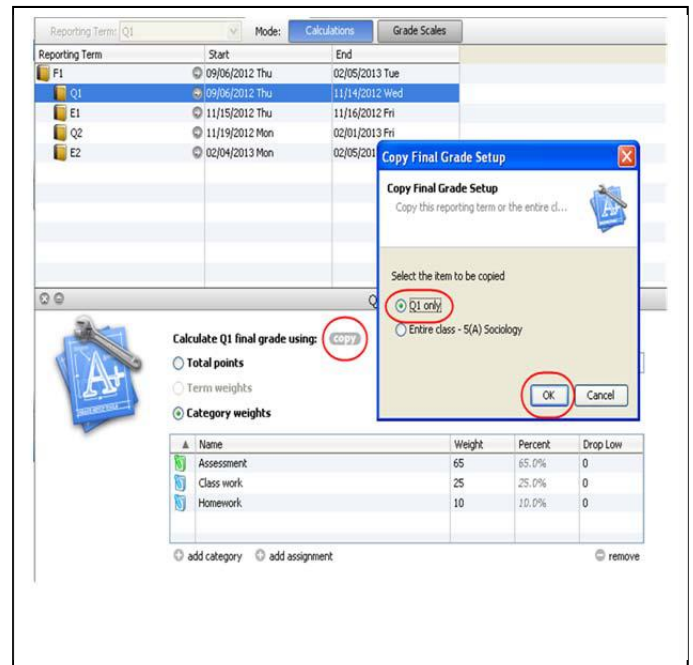 Reporting Term: Q1 Mode: Calculations Grade Scales
Reporting Term Start End
F1 09/06/2012 Thu 02/05/2013 Tue
Q1 09/06/2012 Thu 11/14/2012 Wed
E1 11/15/2012 Thu 11/16/2012 Fri
Q2 11/19/2012 Mon 02/01/2013 Fri
E2 02/04/2013 Mon 02/05/201
Copy Final Grade Setup
Copy Final Grade Setup
Copy this reporting term or the entire cl...
Select the item to be copied
Q1 only
Entire class - 5(A) Sociology
OK Cancel
Q
Calculate Q1 final grade using: copy
Total points
Term weights
Category weights
Name Weight Percent Drop Low
Assessment 65 65.0% 0
Class work 25 25.0% 0
Homework 10 10.0% 0
add category add assignment remove